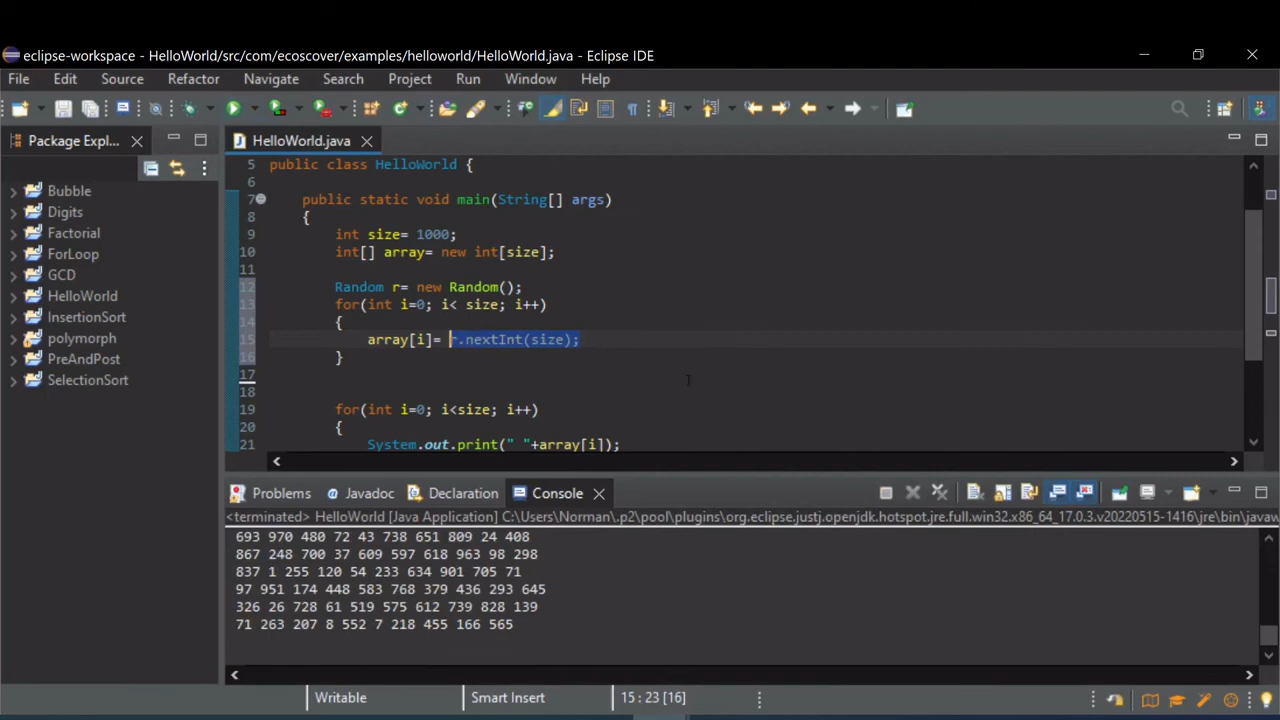 eclipse-workspace - HelloWorld/src/com/ecoscover/examples/helloworld/HelloWorld.java - Eclipse IDE
File Edit Source Refactor Navigate Search Project Run Window Help
Package Expl...
Bubble
Digits
Factorial
ForLoop
GCD
HelloWorld
InsertionSort
polymorph
PreAndPost
SelectionSort
HelloWorld.java
5 public class HelloWorld {
6
7 public static void main(String[] args)
8 {
9 int size= 1000;
10 int[] array= new int[size];
11
12 Random r= new Random();
13 for(int i=0; i< size; i++)
14 {
15 array[i]= r.nextInt(size);
16 }
17
18
19 for(int i=0; i<size; i++)
20 {
21 System.out.print(" "+array[i]);
Problems Javadoc Declaration Console
<terminated> HelloWorld [Java Application] C:\Users\Norman\.p2\pool\plugins\org.eclipse.justj.openjdk.hotspot.jre.full.win32.x86_64_17.0.3.v20220515-1416\jre\bin\javaw
693 970 480 72 43 738 651 809 24 408
867 248 700 37 609 597 618 963 98 298
837 1 255 120 54 233 634 901 705 71
97 951 174 448 583 768 379 436 293 645
326 26 728 61 519 575 612 739 828 139
71 263 207 8 552 7 218 455 166 565
Writable Smart Insert 15 : 23 [16]